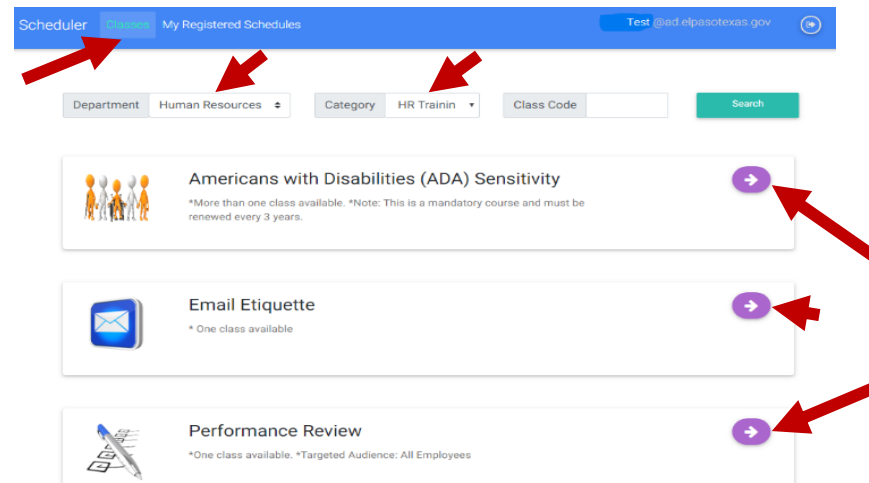 Scheduler Classes My Registered Schedules Test @ad.elpasotexas.gov
Department Human Resources Category HR Trainin Class Code Search
Americans with Disabilities (ADA) Sensitivity
*More than one class available. *Note: This is a mandatory course and must be
renewed every 3 years.
Email Etiquette
* One class available
Performance Review
*One class available. *Targeted Audience: All Employees